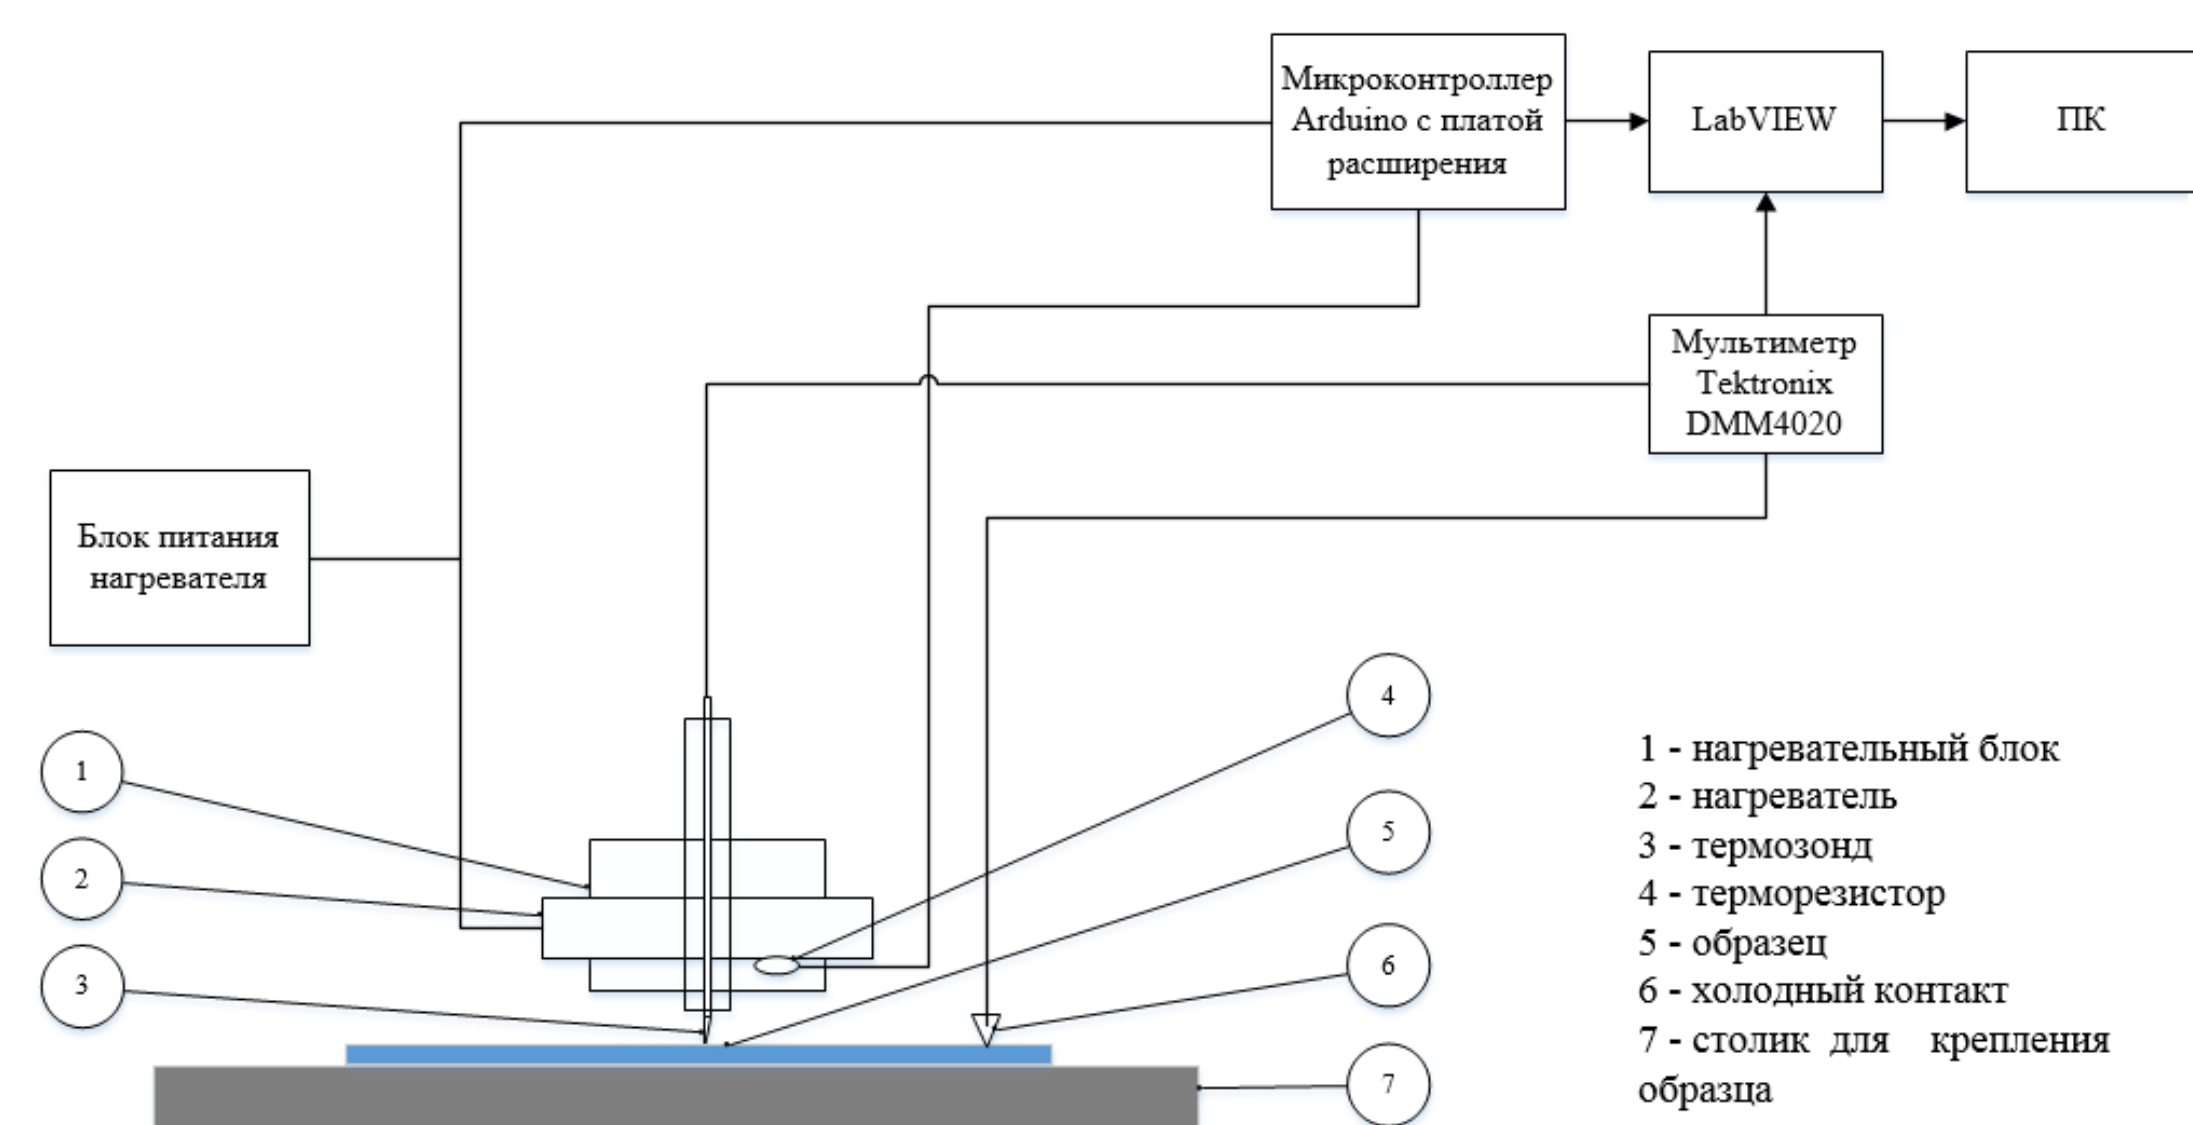 Микроконтроллер
Arduino с платой
расширения
LabVIEW
ПК
Мультиметр
Tektronix
DMM4020
Блок питания
нагревателя
1
2
3
4
5
6
7
1 - нагревательный блок
2 - нагреватель
3 - термозонд
4 - терморезистор
5 - образец
6 - холодный контакт
7 - столик для крепления
образца